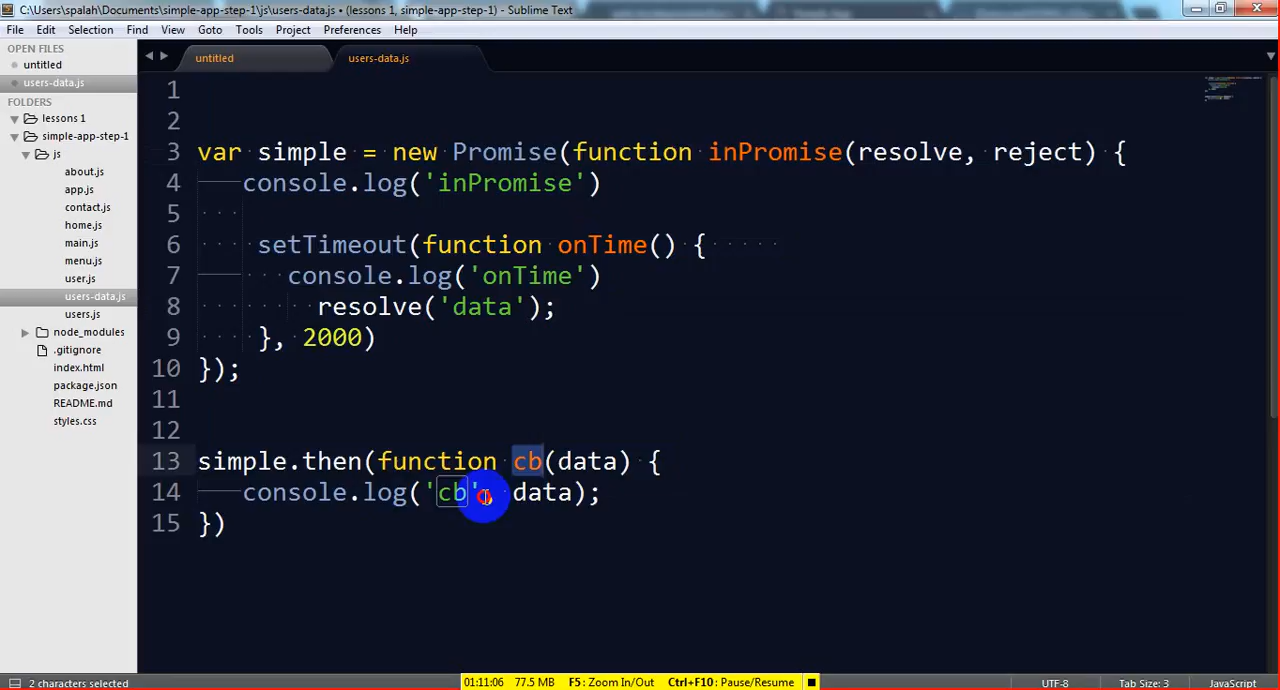 C:\Users\spalah\Documents\simple-app-step-1\js\users-data.js • (lessons 1, simple-app-step-1) - Sublime Text
File Edit Selection Find View Goto Tools Project Preferences Help
OPEN FILES
untitled
users-data.js
FOLDERS
lessons 1
simple-app-step-1
js
about.js
app.js
contact.js
home.js
main.js
menu.js
user.js
users-data.js
users.js
node_modules
.gitignore
index.html
package.json
README.md
styles.css
untitled users-data.js
1
2
3 var simple = new Promise(function inPromise(resolve, reject) {
4 console.log('inPromise')
5
6 setTimeout(function onTime() {
7 console.log('onTime')
8 resolve('data');
9 }, 2000)
10 });
11
12
13 simple.then(function cb(data) {
14 console.log('cb', data);
15 })
2 characters selected
01:11:06 77.5 MB F5: Zoom In/Out Ctrl+F10: Pause/Resume
UTF-8 Tab Size: 3 JavaScript